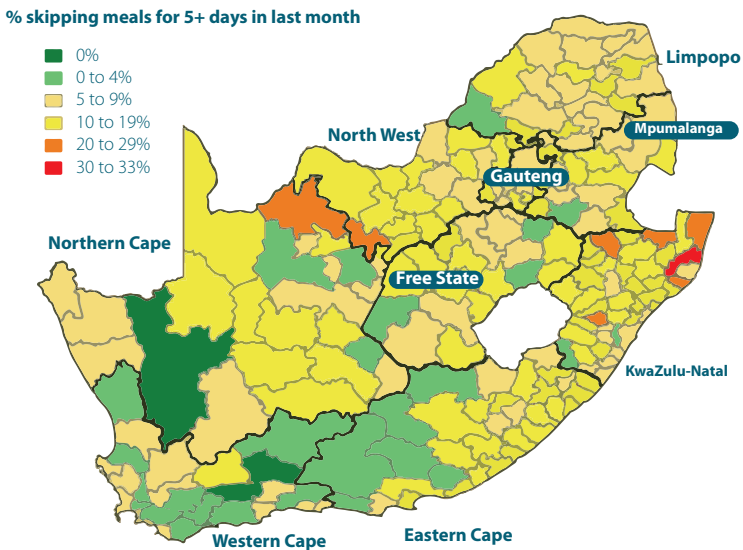 % skipping meals for 5+ days in last month
0%
0 to 4%
5 to 9%
10 to 19%
20 to 29%
30 to 33%
Limpopo
North West
Mpumalanga
Gauteng
Northern Cape
Free State
KwaZulu-Natal
Eastern Cape
Western Cape